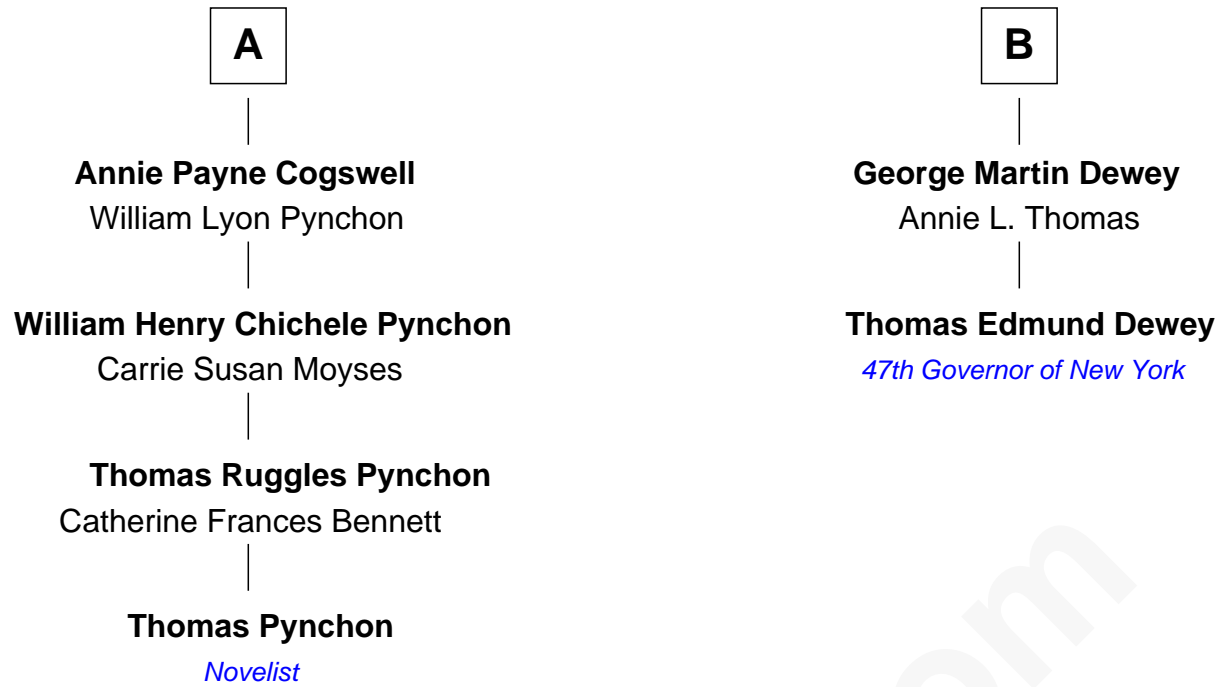 A
Annie Payne Cogswell
William Lyon Pynchon
William Henry Chichele Pynchon
Carrie Susan Moyses
Thomas Ruggles Pynchon
Catherine Frances Bennett
Thomas Pynchon
Novelist
B
George Martin Dewey
Annie L. Thomas
Thomas Edmund Dewey
47th Governor of New York
om